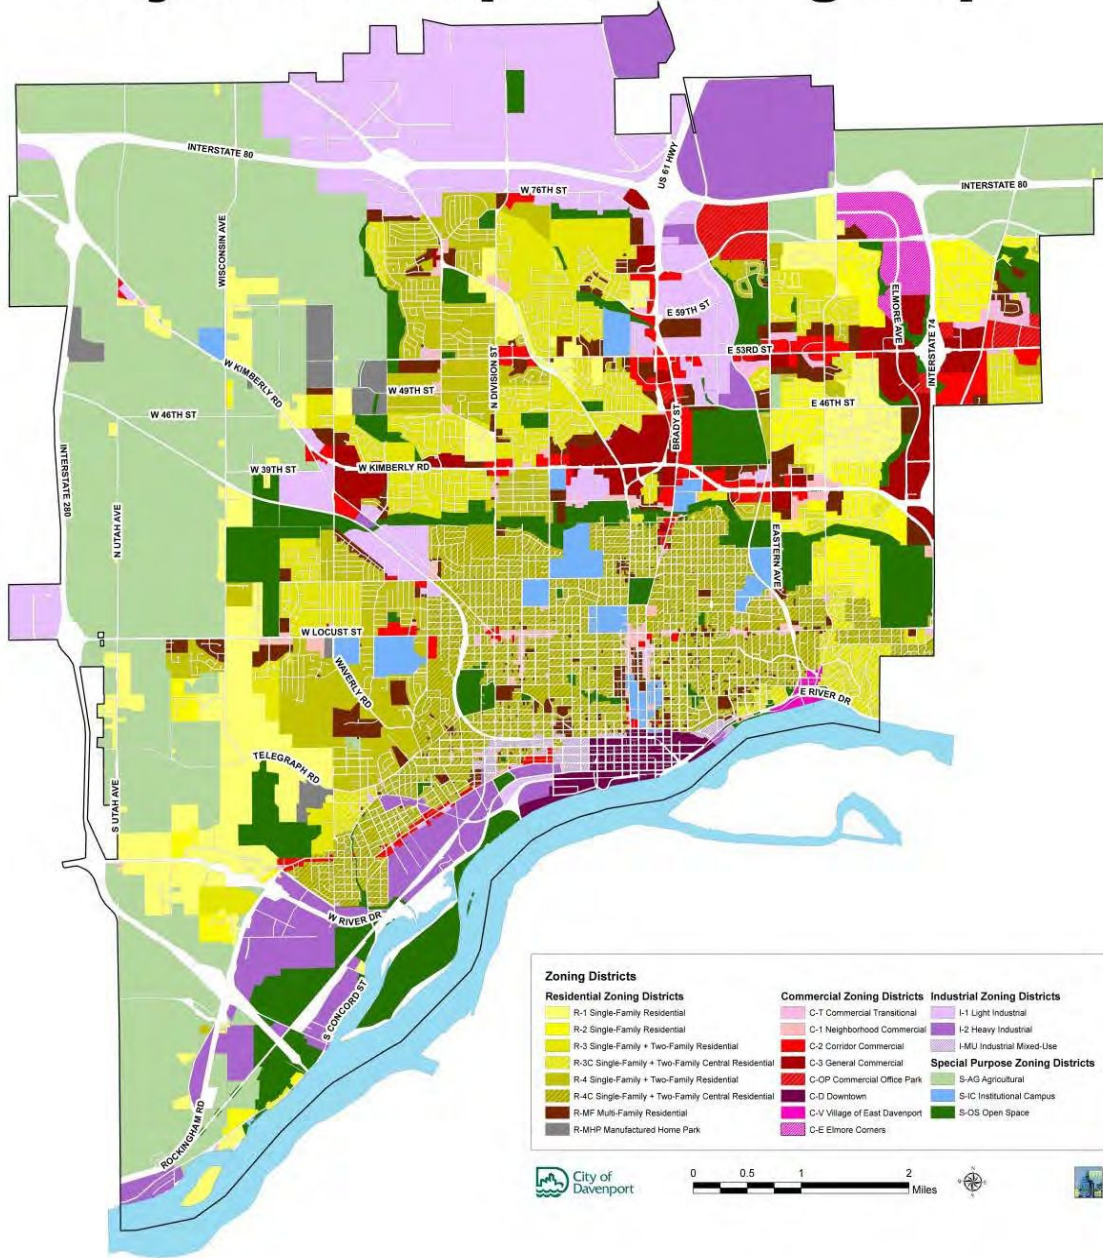 INTERSTATE 80
US 61 HWY
W 76TH ST
INTERSTATE 80
WISCONSIN AVE
ELMORE AVE
E 59TH ST
INTERSTATE 74
E 53RD ST
W KIMBERLY RD
N DIVISION ST
W 49TH ST
BRADY ST
E 46TH ST
W 46TH ST
INTERSTATE 280
W 39TH ST
W KIMBERLY RD
N UTAH AVE
EASTERN AVE
W LOCUST ST
WAVERLY RD
E RIVER DR
TELEGRAPH RD
S UTAH AVE
W RIVER DR
S CONCORD ST
ROCKINGHAM RD
Zoning Districts
Residential Zoning Districts
R-1 Single-Family Residential
R-2 Single-Family Residential
R-3 Single-Family + Two-Family Residential
R-3C Single-Family + Two-Family Central Residential
R-4 Single-Family + Two-Family Residential
R-4C Single-Family + Two-Family Central Residential
R-MF Multi-Family Residential
R-MHP Manufactured Home Park
Commercial Zoning Districts
C-T Commercial Transitional
C-1 Neighborhood Commercial
C-2 Corridor Commercial
C-3 General Commercial
C-OP Commercial Office Park
C-D Downtown
C-V Village of East Davenport
C-E Elmore Corners
Industrial Zoning Districts
I-1 Light Industrial
I-2 Heavy Industrial
I-MU Industrial Mixed-Use
Special Purpose Zoning Districts
S-AG Agricultural
S-IC Institutional Campus
S-OS Open Space
City of
Davenport
0 0.5 1 2
Miles